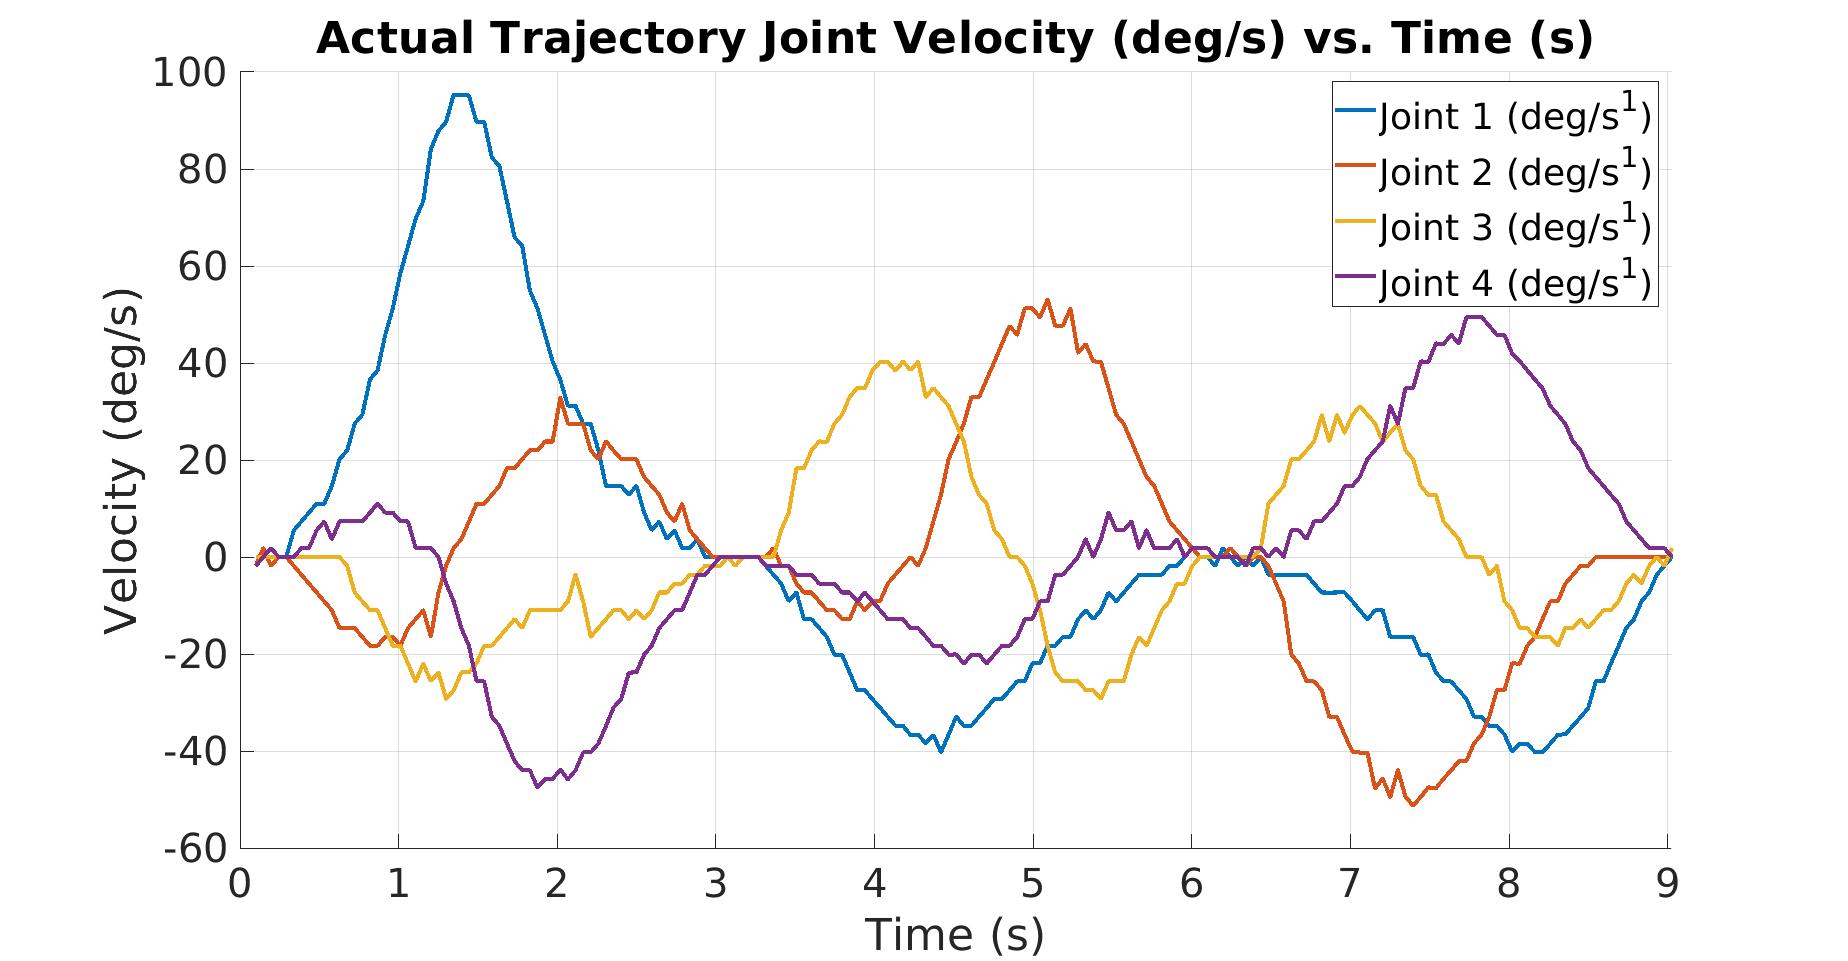 Actual Trajectory Joint Velocity (deg/s) vs. Time (s)
Joint 1 (deg/s¹)
Joint 2 (deg/s¹)
Joint 3 (deg/s¹)
Joint 4 (deg/s¹)
Velocity (deg/s)
100
80
60
40
20
0
-20
-40
-60
0 1 2 3 4 5 6 7 8 9
Time (s)